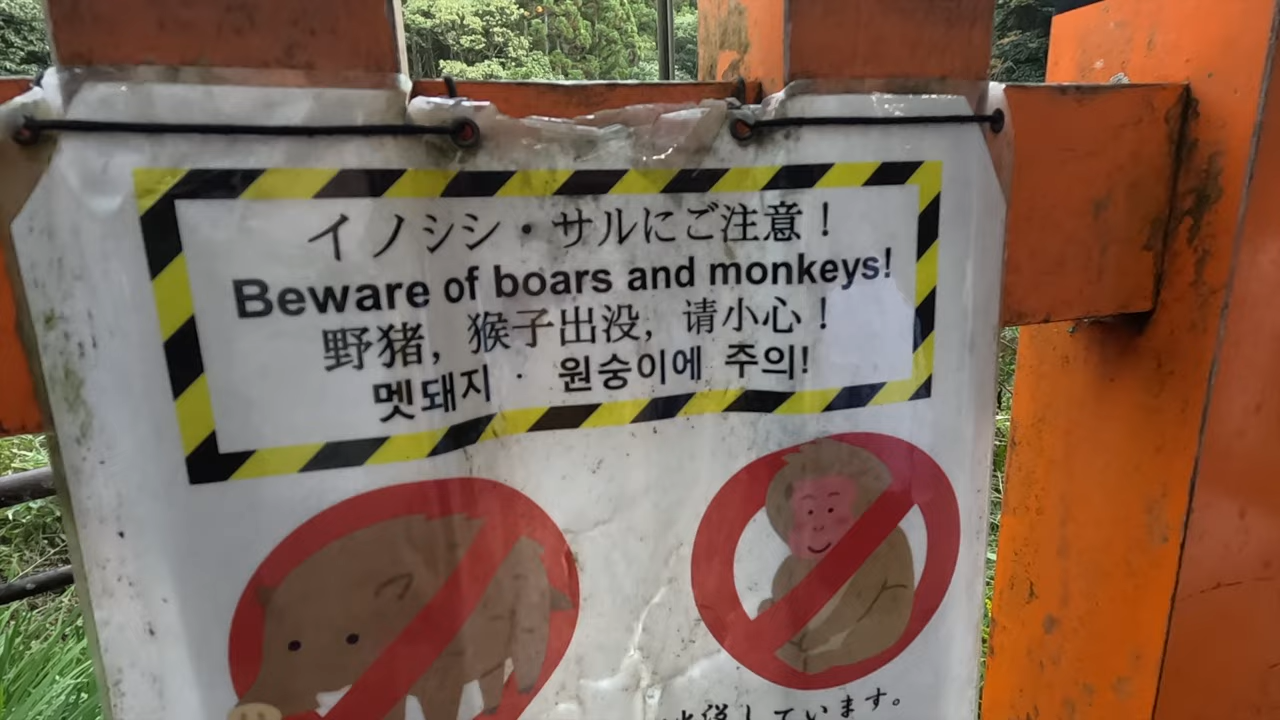 イノシシ・サルにご注意！
Beware of boars and monkeys!
野猪，猴子出没，请小心！
멧돼지 · 원숭이에 주의!
しています。